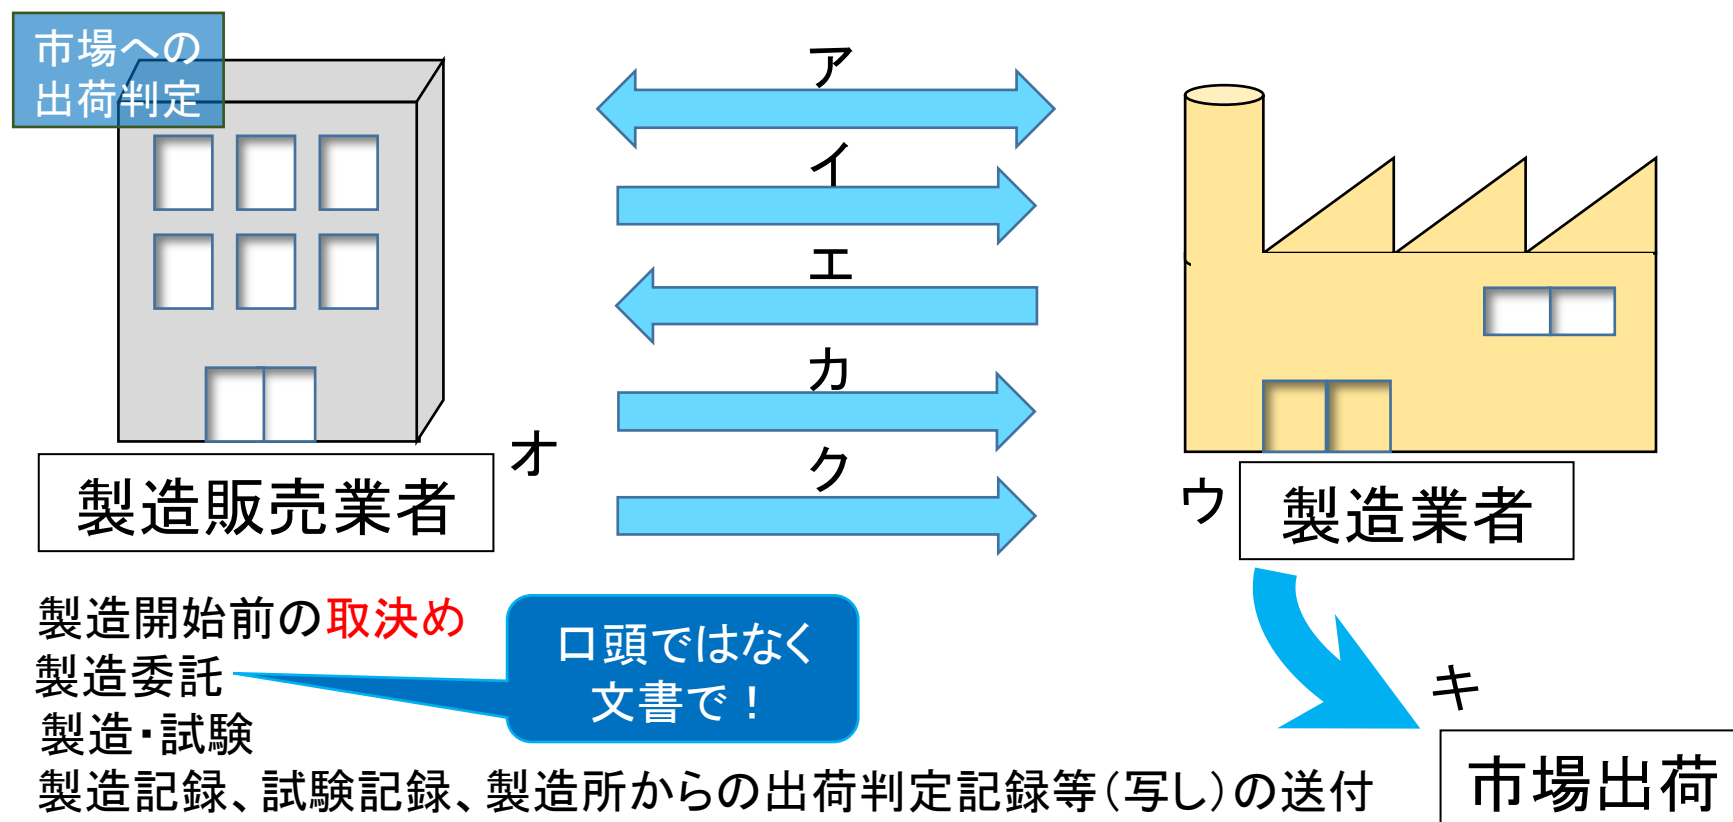 市場への
出荷判定
ア
イ
エ
カ
オ
ク
製造販売業者
ウ
製造業者
製造開始前の取決め
製造委託
口頭ではなく
文書で！
製造・試験
キ
製造記録、試験記録、製造所からの出荷判定記録等（写し）の送付
市場出荷